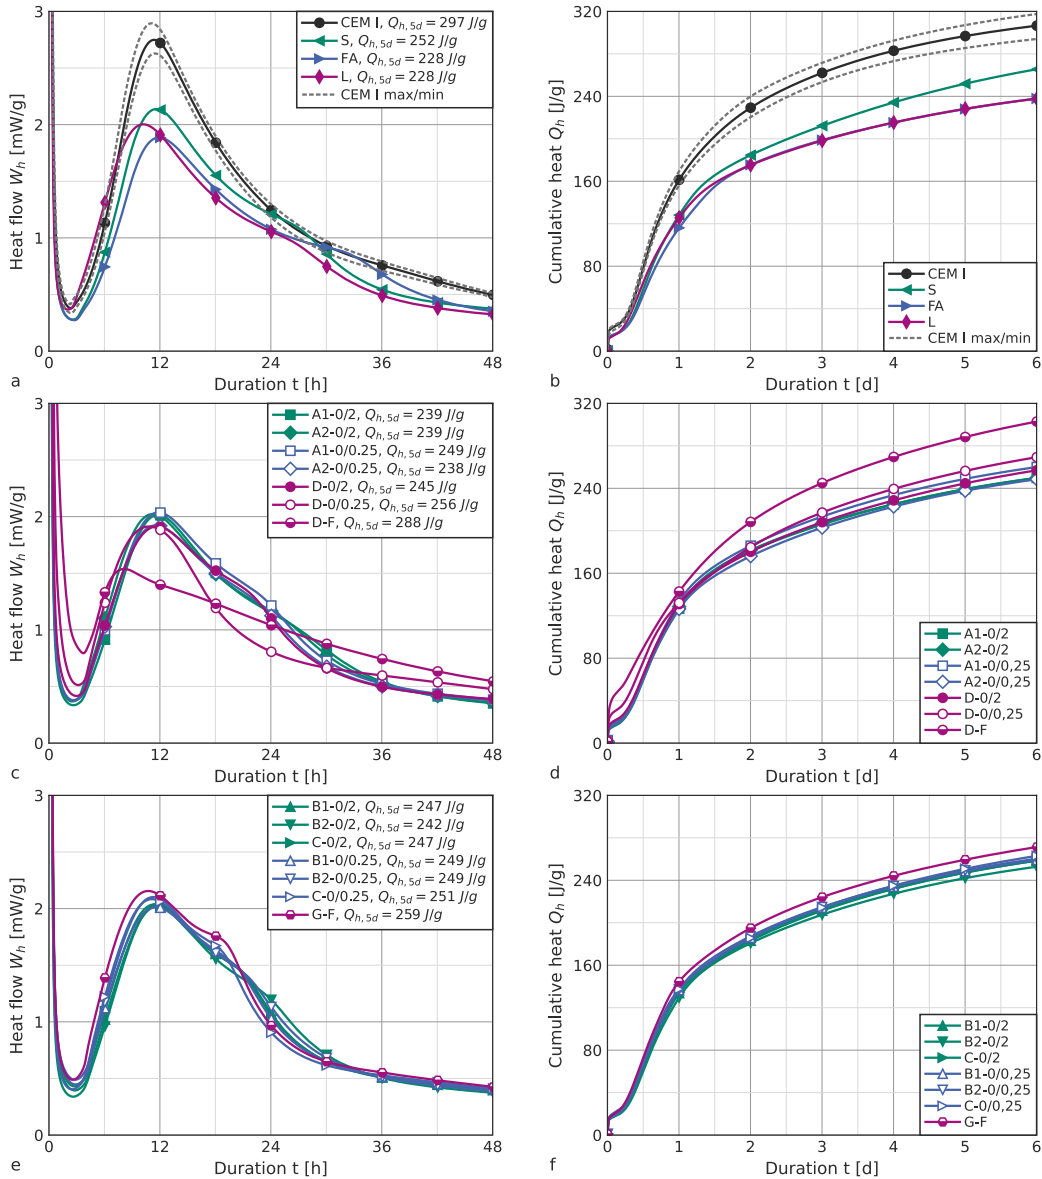 3
2
1
0
Heat flow W_h [mW/g]
CEM I, Q_h,5d = 297 J/g
S, Q_h,5d = 252 J/g
FA, Q_h,5d = 228 J/g
L, Q_h,5d = 228 J/g
CEM I max/min
0 12 24 36 48
Duration t [h]
a
320
240
160
80
0
Cumulative heat Q_h [J/g]
CEM I
S
FA
L
CEM I max/min
0 1 2 3 4 5 6
Duration t [d]
b
3
2
1
0
Heat flow W_h [mW/g]
A1-0/2, Q_h,5d = 239 J/g
A2-0/2, Q_h,5d = 239 J/g
A1-0/0.25, Q_h,5d = 249 J/g
A2-0/0.25, Q_h,5d = 238 J/g
D-0/2, Q_h,5d = 245 J/g
D-0/0.25, Q_h,5d = 256 J/g
D-F, Q_h,5d = 288 J/g
0 12 24 36 48
Duration t [h]
c
320
240
160
80
0
Cumulative heat Q_h [J/g]
A1-0/2
A2-0/2
A1-0/0,25
A2-0/0,25
D-0/2
D-0/0,25
D-F
0 1 2 3 4 5 6
Duration t [d]
d
3
2
1
0
Heat flow W_h [mW/g]
B1-0/2, Q_h,5d = 247 J/g
B2-0/2, Q_h,5d = 242 J/g
C-0/2, Q_h,5d = 247 J/g
B1-0/0.25, Q_h,5d = 249 J/g
B2-0/0.25, Q_h,5d = 249 J/g
C-0/0.25, Q_h,5d = 251 J/g
G-F, Q_h,5d = 259 J/g
0 12 24 36 48
Duration t [h]
e
320
240
160
80
0
Cumulative heat Q_h [J/g]
B1-0/2
B2-0/2
C-0/2
B1-0/0,25
B2-0/0,25
C-0/0,25
G-F
0 1 2 3 4 5 6
Duration t [d]
f